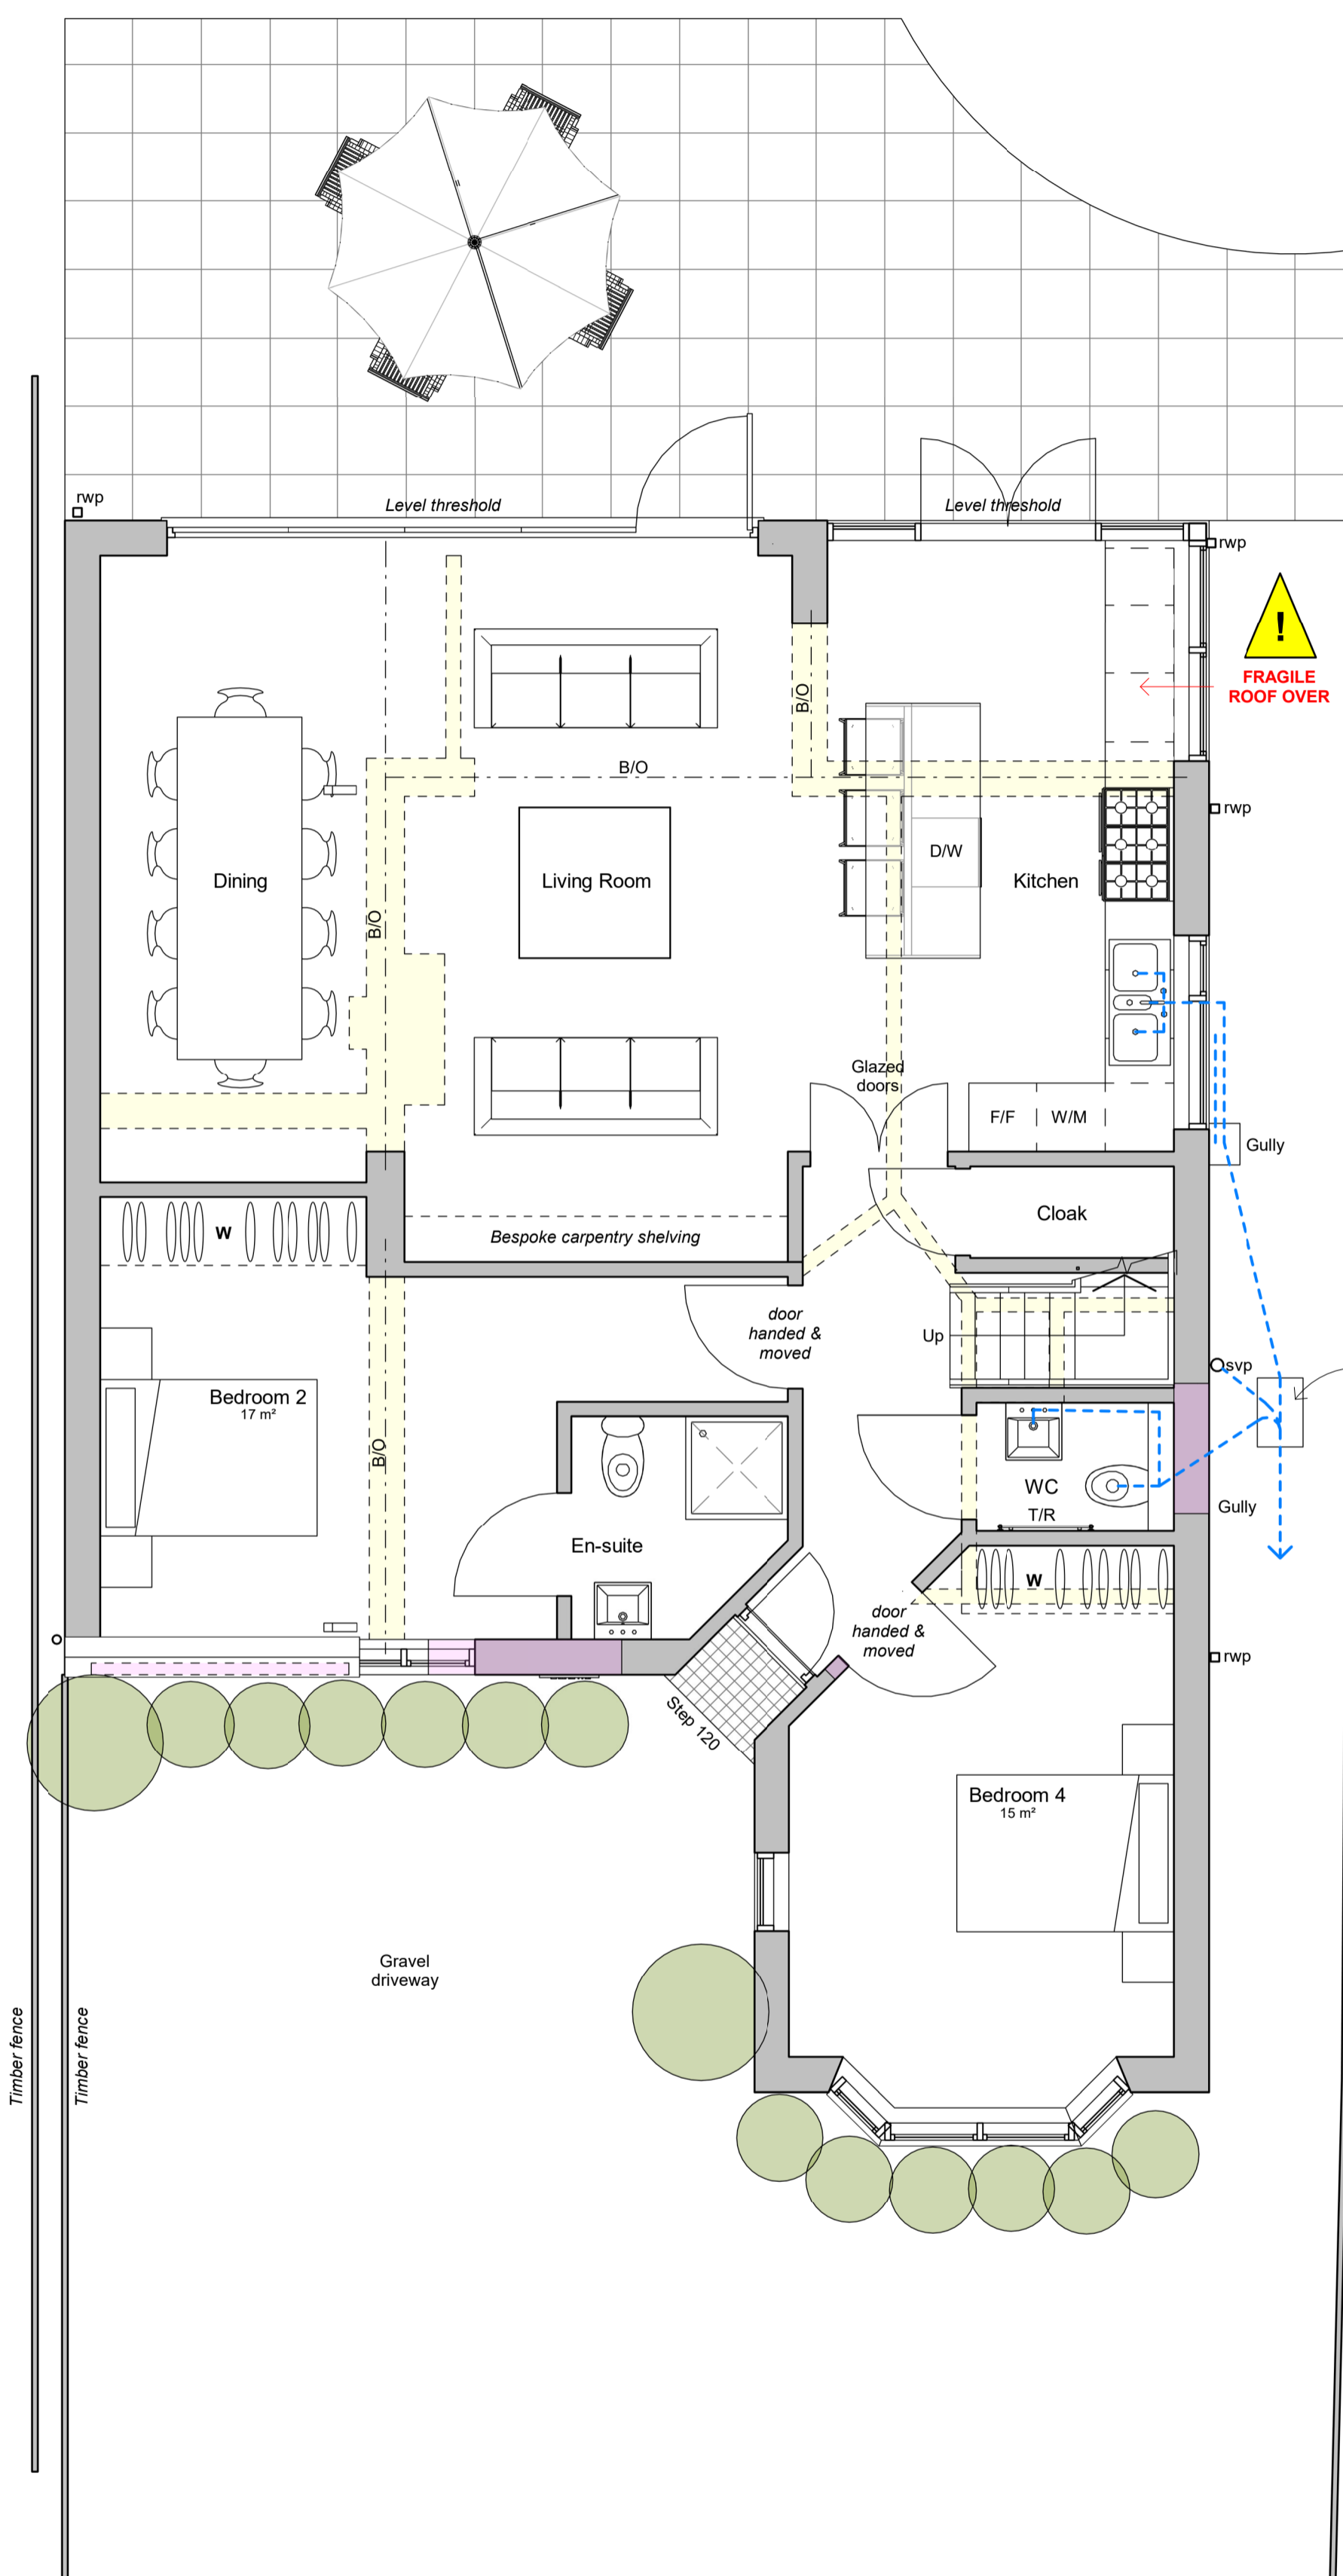 rwp
Level threshold
Level threshold
rwp
!
FRAGILE
ROOF OVER
B/O
B/O
rwp
D/W
Dining
Living Room
Kitchen
B/O
Glazed
doors
F/F
W/M
Gully
Cloak
W
Bespoke carpentry shelving
door
handed &
moved
Up
svp
Bedroom 2
17 m²
B/O
WC
T/R
Gully
En-suite
W
door
handed &
moved
rwp
Step 120
Bedroom 4
15 m²
Gravel
driveway
Timber fence
Timber fence